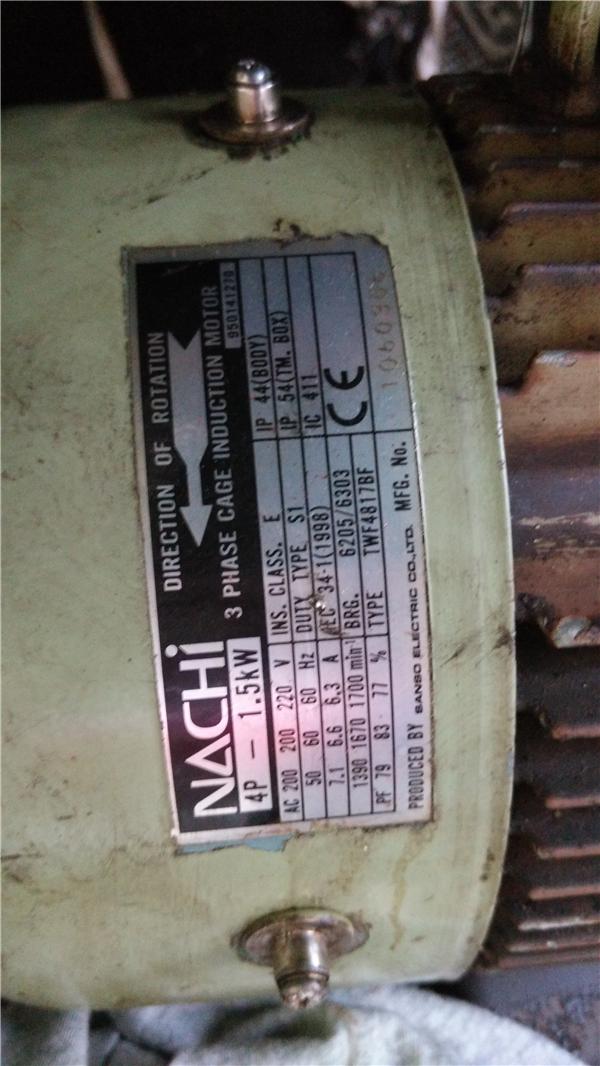 NACHi
DIRECTION OF ROTATION
4P - 1.5kW
3 PHASE CAGE INDUCTION MOTOR
950141270
AC 200 200 220 V INS. CLASS. E IP 44(BODY)
50 60 60 Hz DUTY TYPE S1 IP 54(TM. BOX)
7.1 6.6 6.3 A IEC 34-1(1998) IC 411
1390 1670 1700 min-1 BRG. 6205/6303 CE
PF 79 83 77 % TYPE TWF4817BF
PRODUCED BY SANSO ELECTRIC CO.,LTD. MFG. No.